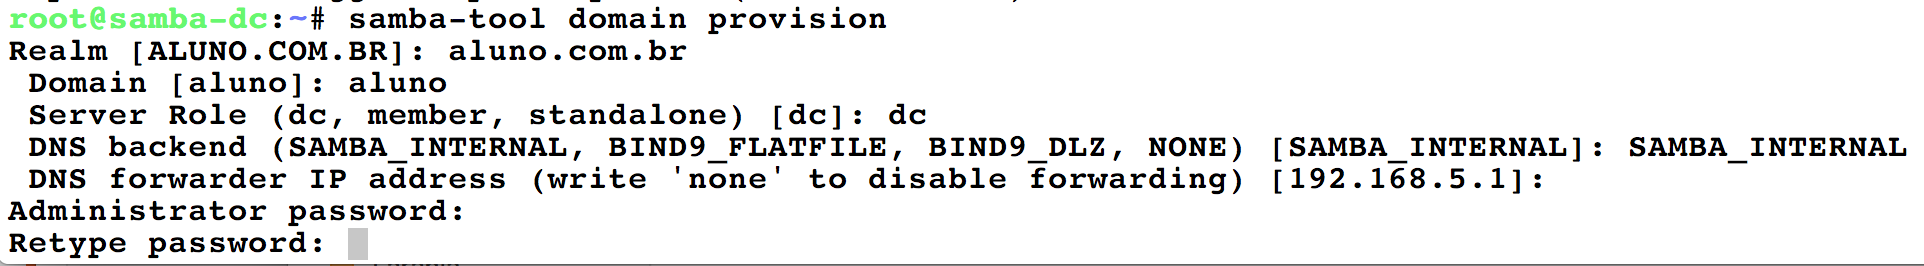 root@samba-dc:~# samba-tool domain provision
Realm [ALUNO.COM.BR]: aluno.com.br
Domain [aluno]: aluno
Server Role (dc, member, standalone) [dc]: dc
DNS backend (SAMBA_INTERNAL, BIND9_FLATFILE, BIND9_DLZ, NONE) [SAMBA_INTERNAL]: SAMBA_INTERNAL
DNS forwarder IP address (write 'none' to disable forwarding) [192.168.5.1]:
Administrator password:
Retype password: